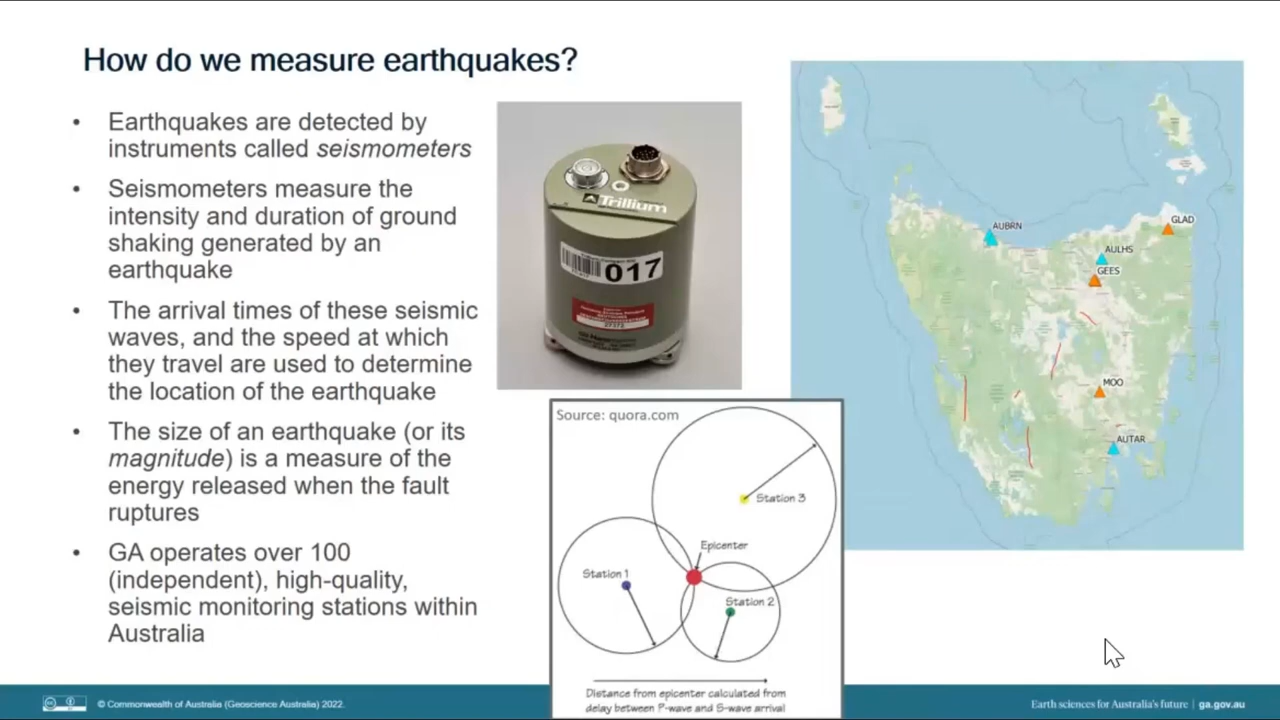 How do we measure earthquakes?
• Earthquakes are detected by
instruments called seismometers
• Seismometers measure the
intensity and duration of ground
shaking generated by an
earthquake
• The arrival times of these seismic
waves, and the speed at which
they travel are used to determine
the location of the earthquake
• The size of an earthquake (or its
magnitude) is a measure of the
energy released when the fault
ruptures
• GA operates over 100
(independent), high-quality,
seismic monitoring stations within
Australia
Trillium
017
Source: quora.com
Station 3
Epicenter
Station 1
Station 2
Distance from epicenter calculated from
delay between P-wave and S-wave arrival
AUBRN
GLAD
AULHS
GEES
MOO
AUTAR
© Commonwealth of Australia (Geoscience Australia) 2022.
Earth sciences for Australia's future | ga.gov.au